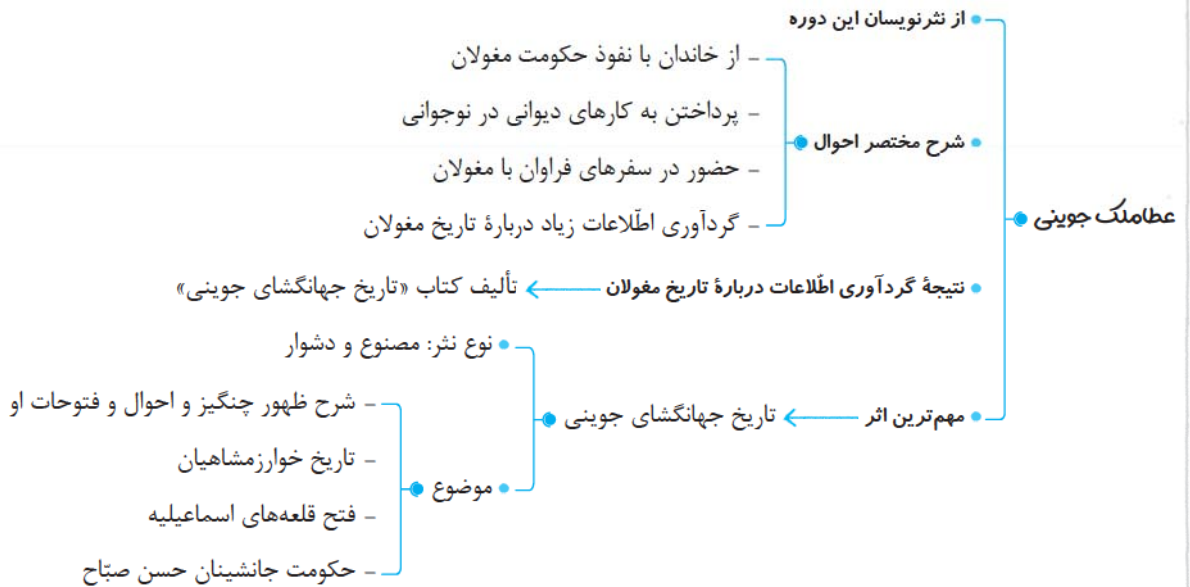 عطاملک جوینی
از نثرنویسان این دوره
شرح مختصر احوال
- از خاندان با نفوذ حکومت مغولان
- پرداختن به کارهای دیوانی در نوجوانی
- حضور در سفرهای فراوان با مغولان
- گردآوری اطّلاعات زیاد دربارۀ تاریخ مغولان
نتیجۀ گردآوری اطّلاعات دربارۀ تاریخ مغولان ← تألیف کتاب «تاریخ جهانگشای جوینی»
مهم‌ترین اثر ← تاریخ جهانگشای جوینی
نوع نثر: مصنوع و دشوار
موضوع
- شرح ظهور چنگیز و احوال و فتوحات او
- تاریخ خوارزمشاهیان
- فتح قلعه‌های اسماعیلیه
- حکومت جانشینان حسن صبّاح